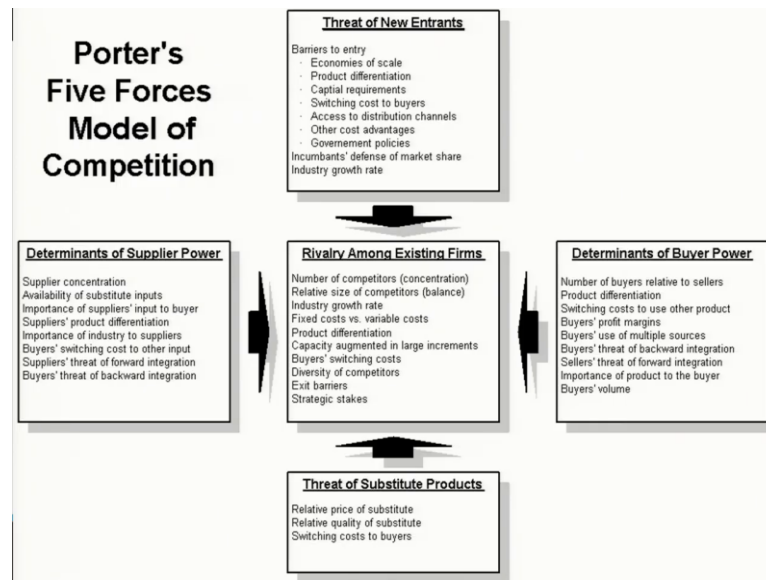 Porter's
Five Forces
Model of
Competition
Threat of New Entrants
Barriers to entry
· Economies of scale
· Product differentiation
· Captial requirements
· Switching cost to buyers
· Access to distribution channels
· Other cost advantages
· Governement policies
Incumbants' defense of market share
Industry growth rate
Determinants of Supplier Power
Supplier concentration
Availability of substitute inputs
Importance of suppliers' input to buyer
Suppliers' product differentiation
Importance of industry to suppliers
Buyers' switching cost to other input
Suppliers' threat of forward integration
Buyers' threat of backward integration
Rivalry Among Existing Firms
Number of competitors (concentration)
Relative size of competitors (balance)
Industry growth rate
Fixed costs vs. variable costs
Product differentiation
Capacity augmented in large increments
Buyers' switching costs
Diversity of competitors
Exit barriers
Strategic stakes
Determinants of Buyer Power
Number of buyers relative to sellers
Product differentiation
Switching costs to use other product
Buyers' profit margins
Buyers' use of multiple sources
Buyers' threat of backward integration
Sellers' threat of forward integration
Importance of product to the buyer
Buyers' volume
Threat of Substitute Products
Relative price of substitute
Relative quality of substitute
Switching costs to buyers